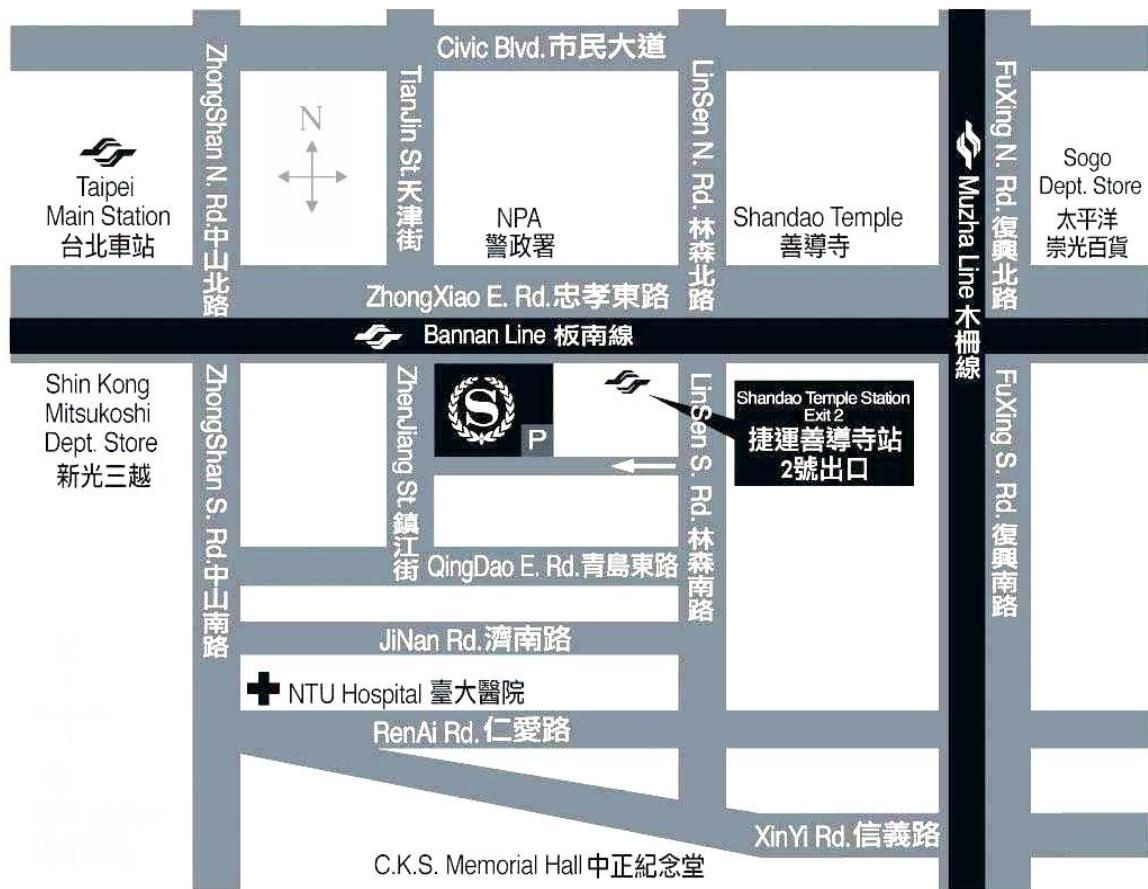 Civic Blvd. 市民大道
ZhongShan N. Rd. 中山北路
N
TianJin St. 天津街
LinSen N. Rd. 林森北路
Muzha Line 木柵線
FuXing N. Rd. 復興北路
Taipei
Main Station
台北車站
NPA
警政署
Shandao Temple
善導寺
Sogo
Dept. Store
太平洋
崇光百貨
ZhongXiao E. Rd. 忠孝東路
Bannan Line 板南線
Shin Kong
Mitsukoshi
Dept. Store
新光三越
ZhongShan S. Rd. 中山南路
ZhenJiang St. 鎮江街
S
P
LinSen S. Rd. 林森南路
Shandao Temple Station
Exit 2
捷運善導寺站
2號出口
FuXing S. Rd. 復興南路
QingDao E. Rd. 青島東路
JiNan Rd. 濟南路
NTU Hospital 臺大醫院
RenAi Rd. 仁愛路
XinYi Rd. 信義路
C.K.S. Memorial Hall 中正紀念堂